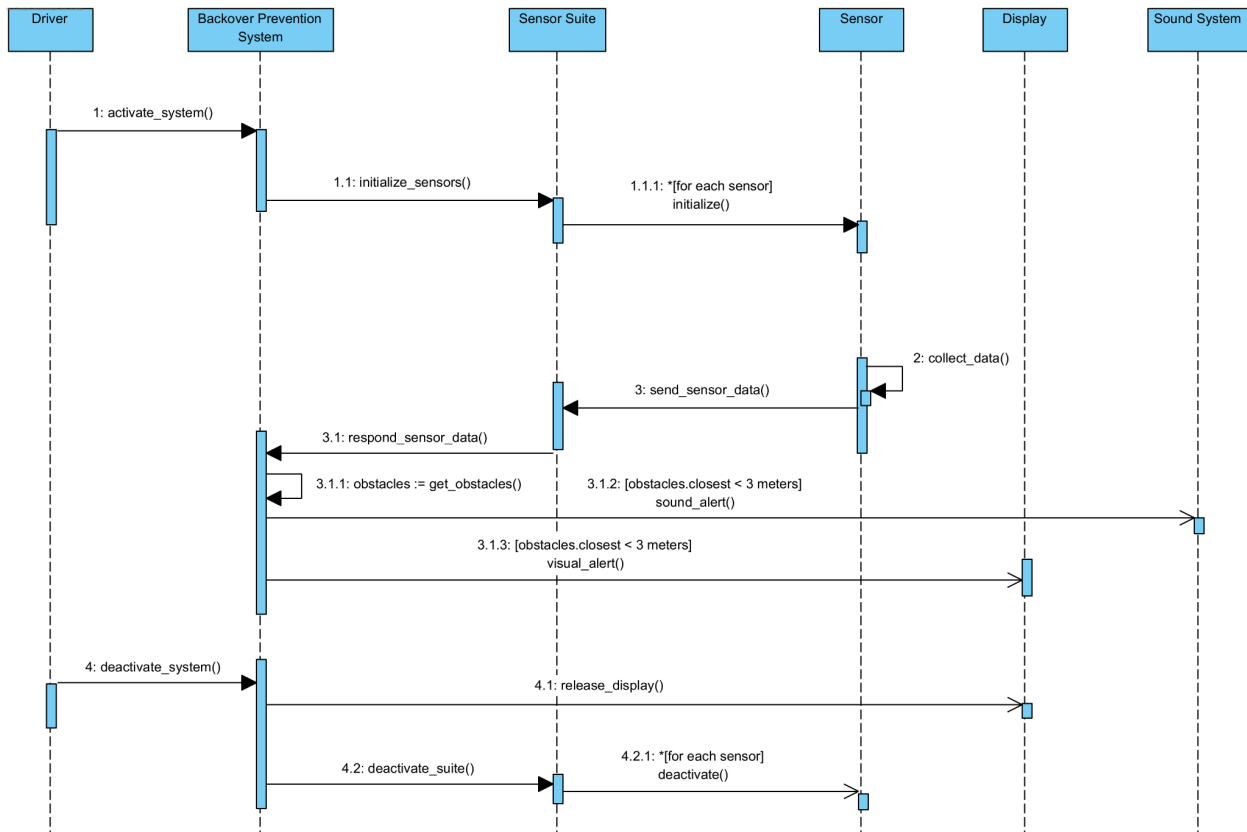 Driver
Backover Prevention
System
Sensor Suite
Sensor
Display
Sound System
1: activate_system()
1.1: initialize_sensors()
1.1.1: *[for each sensor]
initialize()
2: collect_data()
3: send_sensor_data()
3.1: respond_sensor_data()
3.1.1: obstacles := get_obstacles()
3.1.2: [obstacles.closest < 3 meters]
sound_alert()
3.1.3: [obstacles.closest < 3 meters]
visual_alert()
4: deactivate_system()
4.1: release_display()
4.2: deactivate_suite()
4.2.1: *[for each sensor]
deactivate()